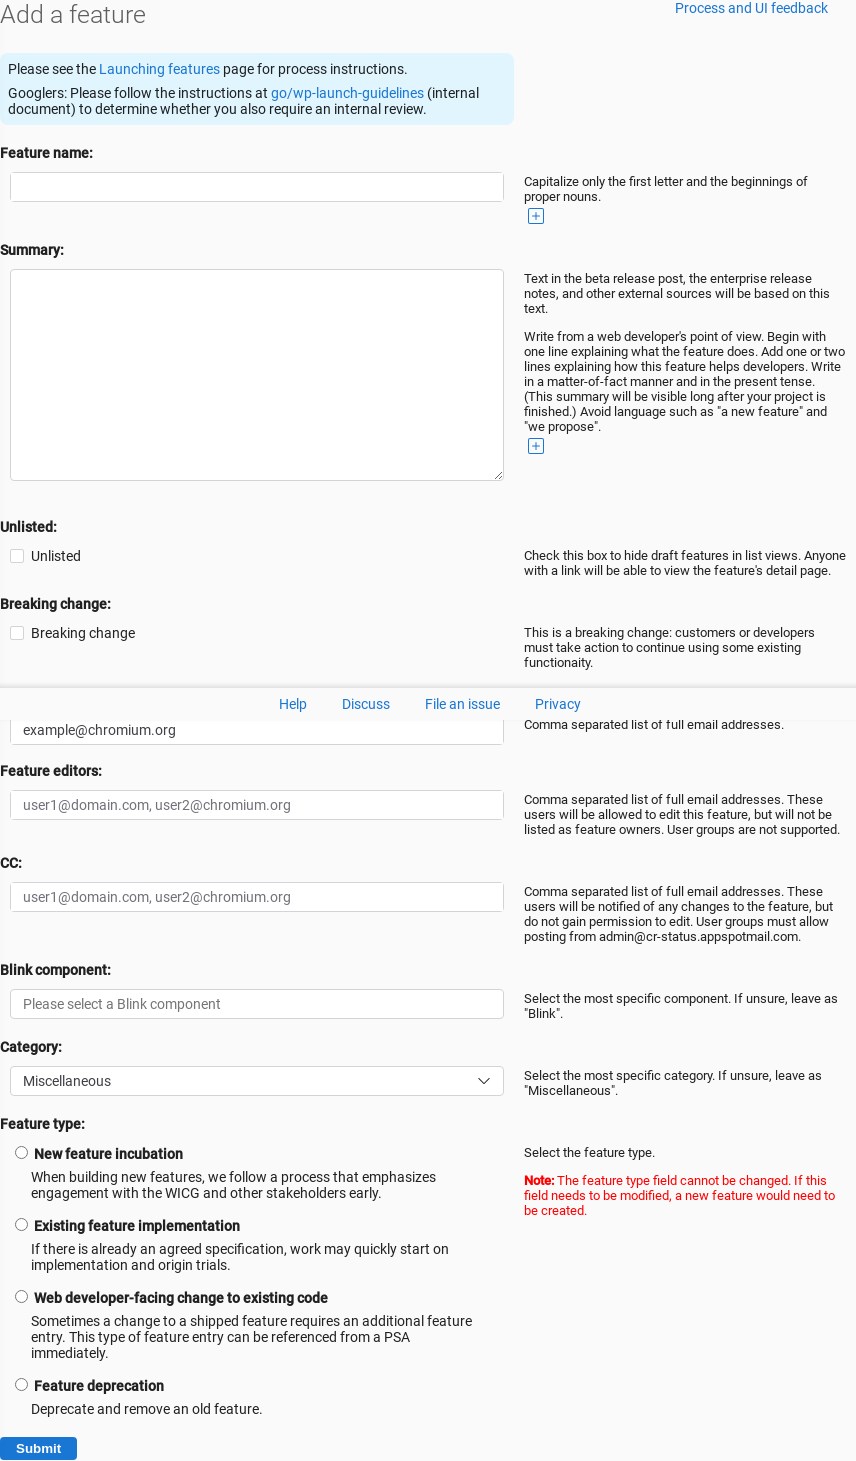 Add a feature
Process and UI feedback
Please see the Launching features page for process instructions.
Googlers: Please follow the instructions at go/wp-launch-guidelines (internal
document) to determine whether you also require an internal review.
Feature name:
Capitalize only the first letter and the beginnings of
proper nouns.
Summary:
Text in the beta release post, the enterprise release
notes, and other external sources will be based on this
text.
Write from a web developer's point of view. Begin with
one line explaining what the feature does. Add one or two
lines explaining how this feature helps developers. Write
in a matter-of-fact manner and in the present tense.
(This summary will be visible long after your project is
finished.) Avoid language such as "a new feature" and
"we propose".
Unlisted:
Unlisted
Check this box to hide draft features in list views. Anyone
with a link will be able to view the feature's detail page.
Breaking change:
Breaking change
This is a breaking change: customers or developers
must take action to continue using some existing
functionaity.
Help Discuss File an issue Privacy
example@chromium.org
Comma separated list of full email addresses.
Feature editors:
user1@domain.com, user2@chromium.org
Comma separated list of full email addresses. These
users will be allowed to edit this feature, but will not be
listed as feature owners. User groups are not supported.
CC:
user1@domain.com, user2@chromium.org
Comma separated list of full email addresses. These
users will be notified of any changes to the feature, but
do not gain permission to edit. User groups must allow
posting from admin@cr-status.appspotmail.com.
Blink component:
Please select a Blink component
Select the most specific component. If unsure, leave as
"Blink".
Category:
Miscellaneous
Select the most specific category. If unsure, leave as
"Miscellaneous".
Feature type:
New feature incubation
When building new features, we follow a process that emphasizes
engagement with the WICG and other stakeholders early.
Existing feature implementation
If there is already an agreed specification, work may quickly start on
implementation and origin trials.
Web developer-facing change to existing code
Sometimes a change to a shipped feature requires an additional feature
entry. This type of feature entry can be referenced from a PSA
immediately.
Feature deprecation
Deprecate and remove an old feature.
Select the feature type.
Note: The feature type field cannot be changed. If this
field needs to be modified, a new feature would need to
be created.
Submit